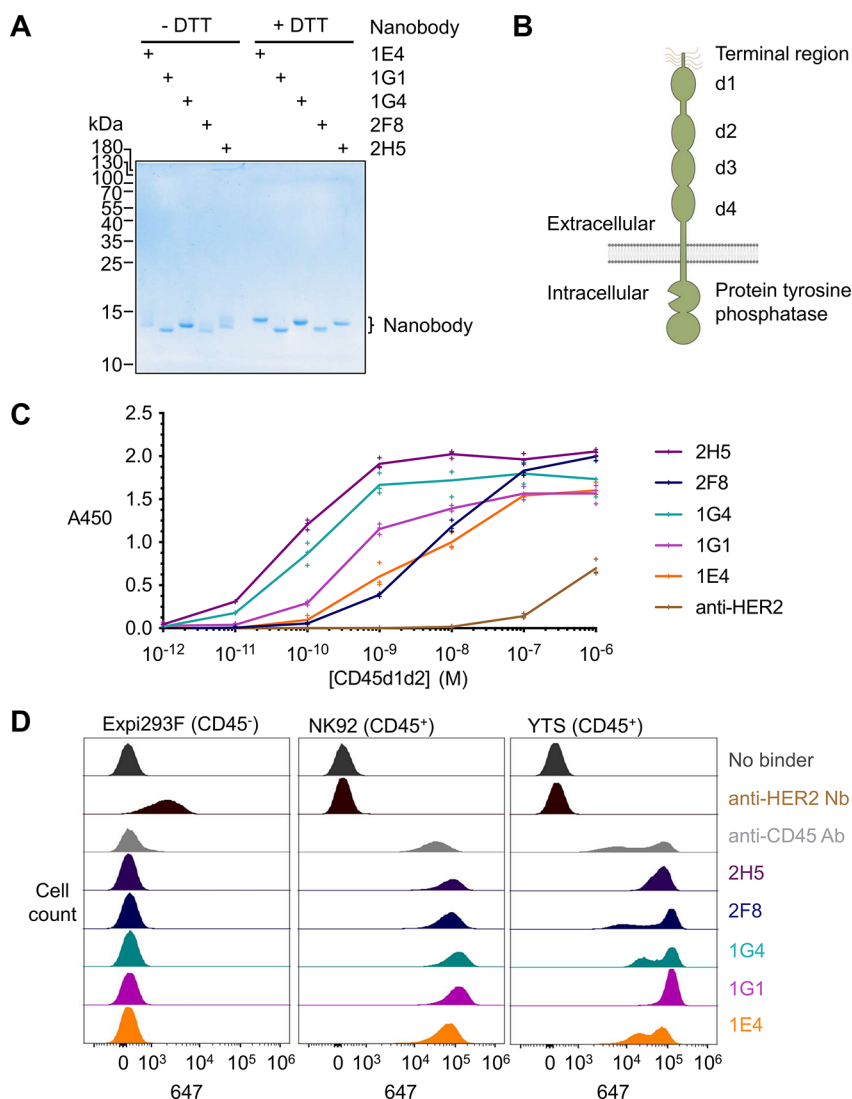 A
- DTT + DTT Nanobody
+ + 1E4
+ + 1G1
+ + 1G4
+ + 2F8
+ + 2H5
kDa
180
130
100
70
55
40
35
25
15
10
} Nanobody
B
Terminal region
d1
d2
d3
d4
Extracellular
Intracellular
Protein tyrosine
phosphatase
C
A450
2.5
2.0
1.5
1.0
0.5
0.0
10⁻¹² 10⁻¹¹ 10⁻¹⁰ 10⁻⁹ 10⁻⁸ 10⁻⁷ 10⁻⁶
[CD45d1d2] (M)
2H5
2F8
1G4
1G1
1E4
anti-HER2
D
Expi293F (CD45⁻) NK92 (CD45⁺) YTS (CD45⁺)
Cell
count
No binder
anti-HER2 Nb
anti-CD45 Ab
2H5
2F8
1G4
1G1
1E4
0 10³ 10⁴ 10⁵ 10⁶ 0 10³ 10⁴ 10⁵ 10⁶ 0 10³ 10⁴ 10⁵ 10⁶
647 647 647